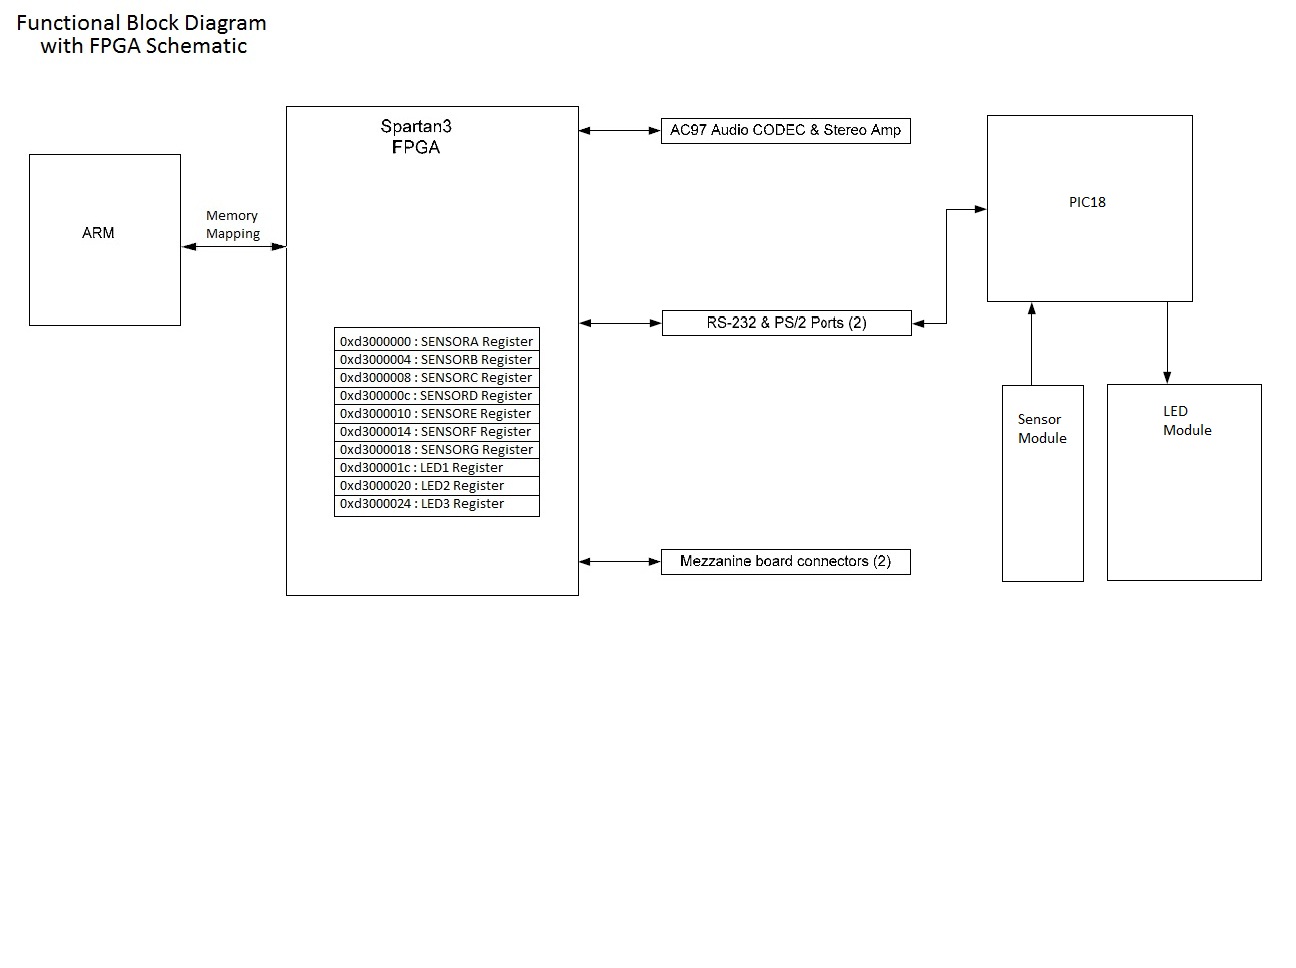 Functional Block Diagram
with FPGA Schematic
Spartan3
FPGA
AC97 Audio CODEC & Stereo Amp
PIC18
Memory
Mapping
ARM
RS-232 & PS/2 Ports (2)
0xd3000000 : SENSORA Register
0xd3000004 : SENSORB Register
0xd3000008 : SENSORC Register
0xd300000c : SENSORD Register
0xd3000010 : SENSORE Register
0xd3000014 : SENSORF Register
0xd3000018 : SENSORG Register
0xd300001c : LED1 Register
0xd3000020 : LED2 Register
0xd3000024 : LED3 Register
Sensor
Module
LED
Module
Mezzanine board connectors (2)